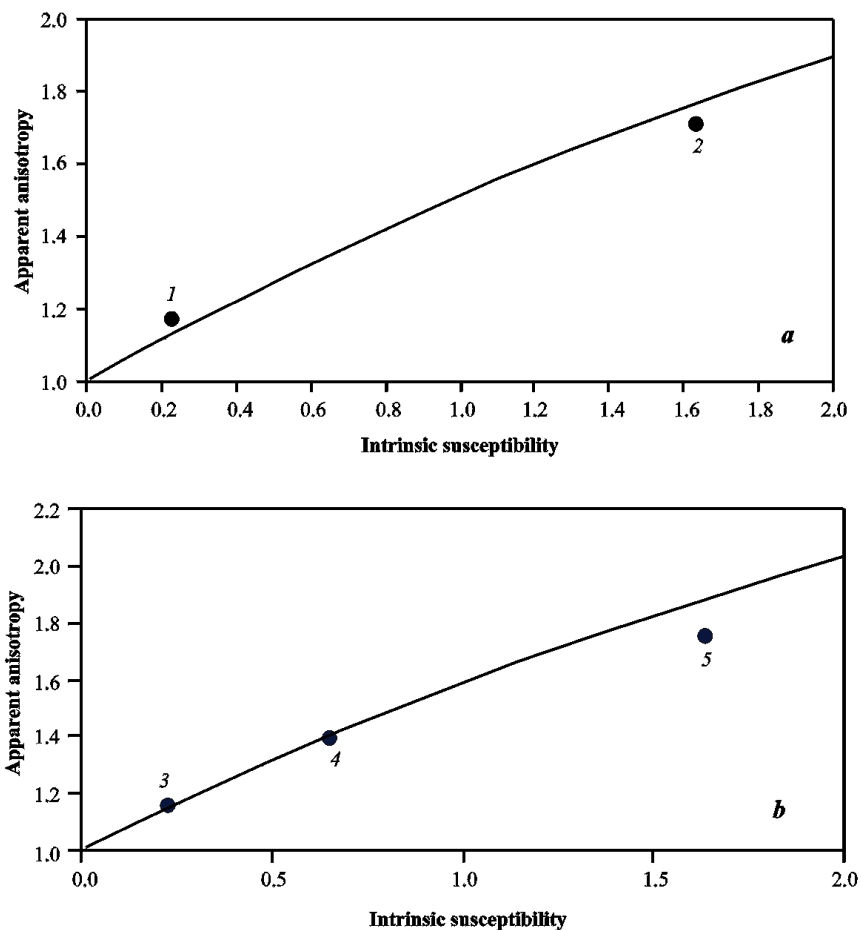 2.0
1.8
1.6
1.4
1.2
1.0
Apparent anisotropy
1
2
a
0.0 0.2 0.4 0.6 0.8 1.0 1.2 1.4 1.6 1.8 2.0
Intrinsic susceptibility
2.2
2.0
1.8
1.6
1.4
1.2
1.0
Apparent anisotropy
3
4
5
b
0.0 0.5 1.0 1.5 2.0
Intrinsic susceptibility